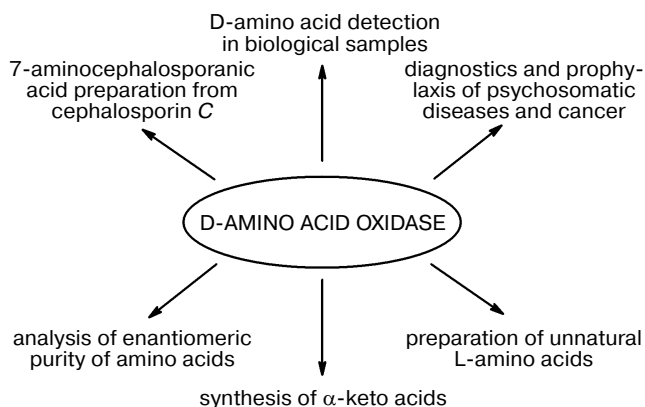 D-amino acid detection
in biological samples
7-aminocephalosporanic
acid preparation from
cephalosporin C
diagnostics and prophy-
laxis of psychosomatic
diseases and cancer
D-AMINO ACID OXIDASE
analysis of enantiomeric
purity of amino acids
preparation of unnatural
L-amino acids
synthesis of α-keto acids